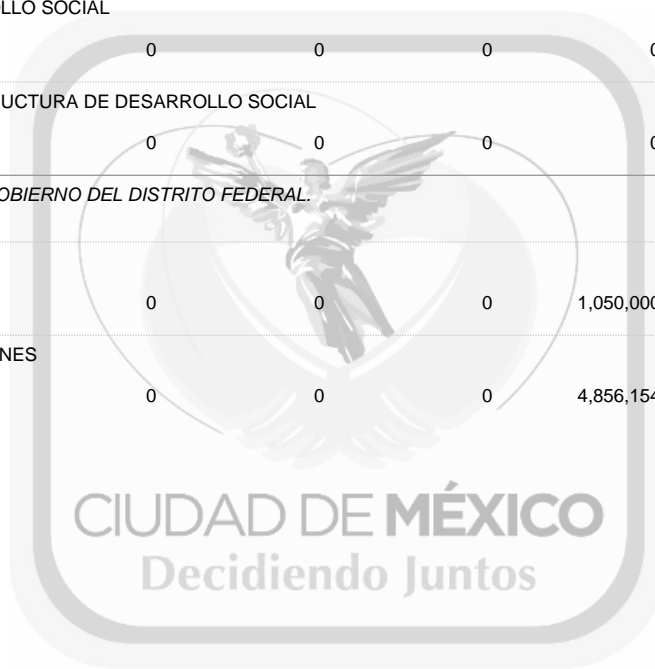 OLLO SOCIAL
0 0 0 0
UCTURA DE DESARROLLO SOCIAL
0 0 0 0
OBIERNO DEL DISTRITO FEDERAL.
0 0 0 1,050,000
NES
0 0 0 4,856,154
CIUDAD DE MÉXICO
Decidiendo Juntos